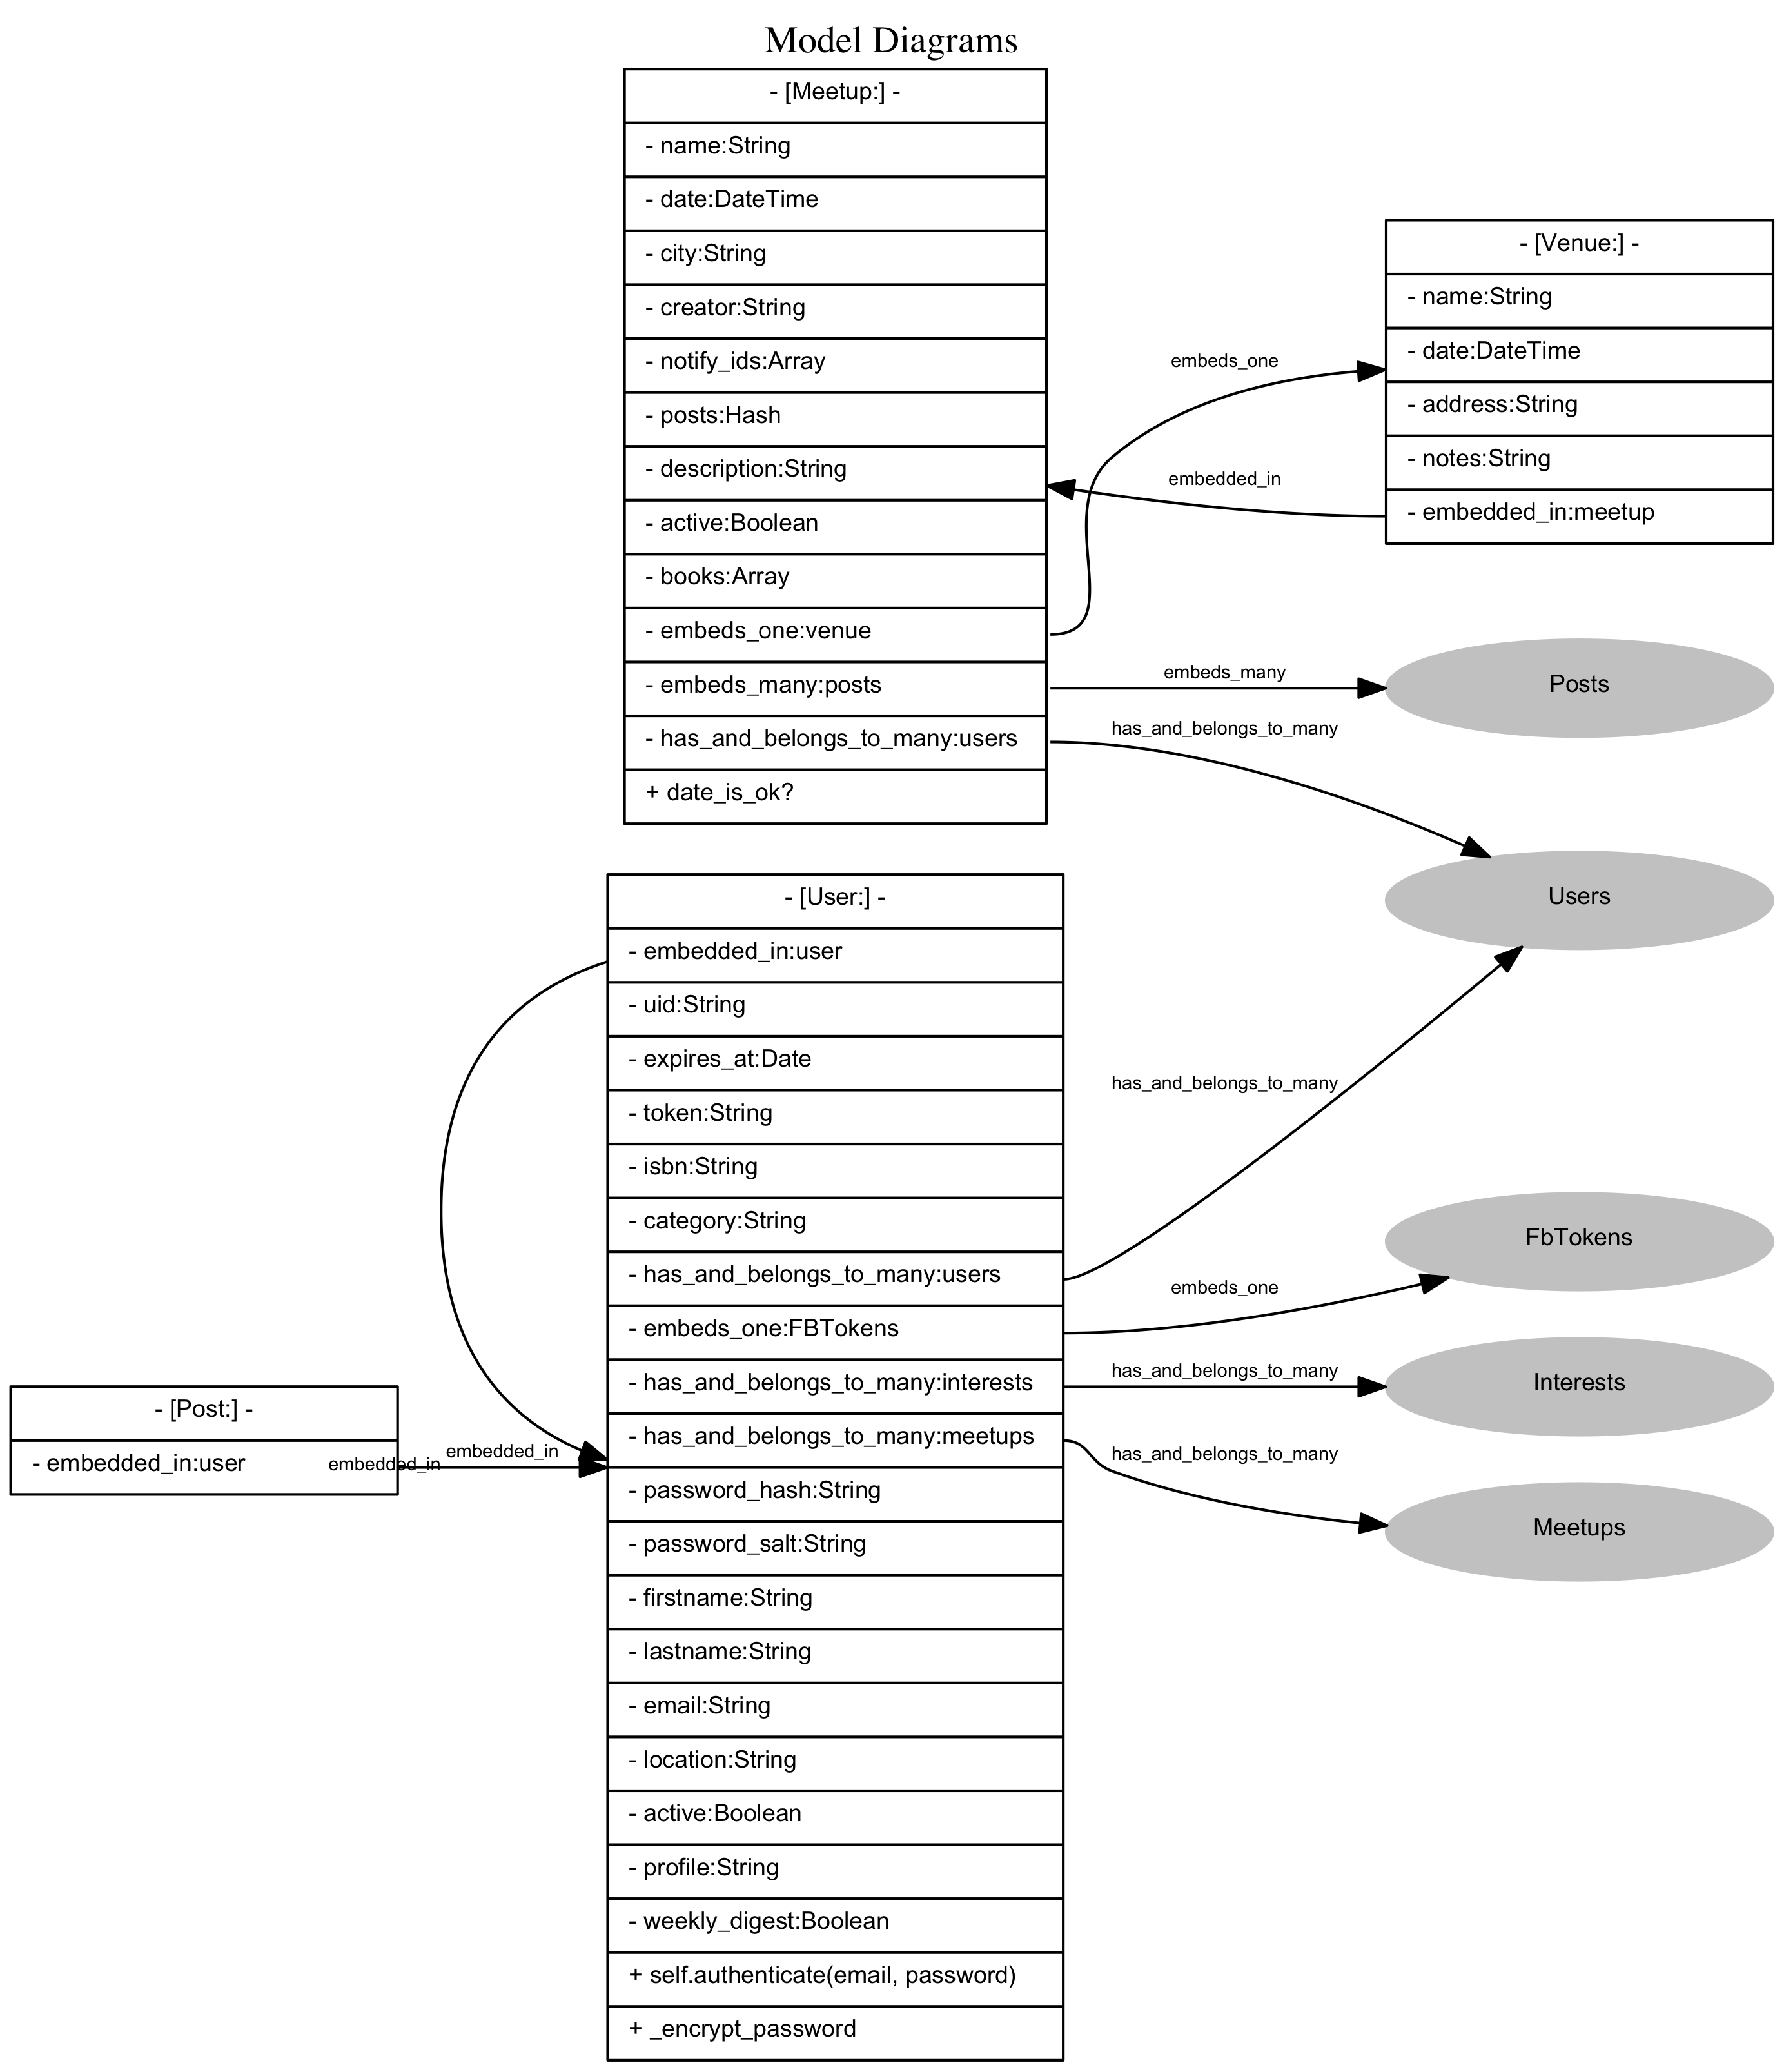 Model Diagrams
- [Meetup:] -
- name:String
- date:DateTime
- city:String
- creator:String
- notify_ids:Array
- posts:Hash
- description:String
- active:Boolean
- books:Array
- embeds_one:venue
- embeds_many:posts
- has_and_belongs_to_many:users
+ date_is_ok?
embeds_one
embedded_in
embeds_many
has_and_belongs_to_many
- [Venue:] -
- name:String
- date:DateTime
- address:String
- notes:String
- embedded_in:meetup
Posts
Users
- [User:] -
- embedded_in:user
- uid:String
- expires_at:Date
- token:String
- isbn:String
- category:String
- has_and_belongs_to_many:users
- embeds_one:FBTokens
- has_and_belongs_to_many:interests
- has_and_belongs_to_many:meetups
- password_hash:String
- password_salt:String
- firstname:String
- lastname:String
- email:String
- location:String
- active:Boolean
- profile:String
- weekly_digest:Boolean
+ self.authenticate(email, password)
+ _encrypt_password
has_and_belongs_to_many
embeds_one
has_and_belongs_to_many
has_and_belongs_to_many
FbTokens
Interests
Meetups
- [Post:] -
- embedded_in:user
embedded_in
embedded_in